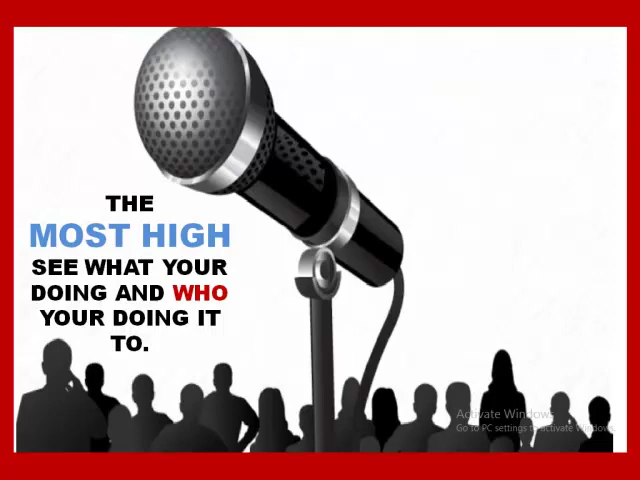 THE
MOST HIGH
SEE WHAT YOUR
DOING AND WHO
YOUR DOING IT
TO.
Activate Windows
Go to PC settings to activate Windows.